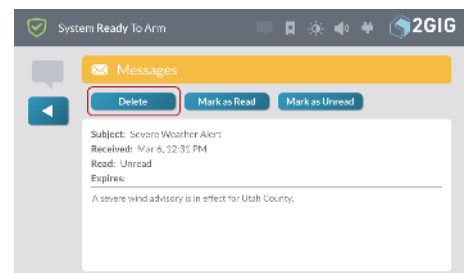 System Ready To Arm
2GIG
Messages
Delete Mark as Read Mark as Unread
Subject: Severe Weather Alert
Received: Mar 6, 12:31 PM
Read: Unread
Expires:
A severe wind advisory is in effect for Utah County.